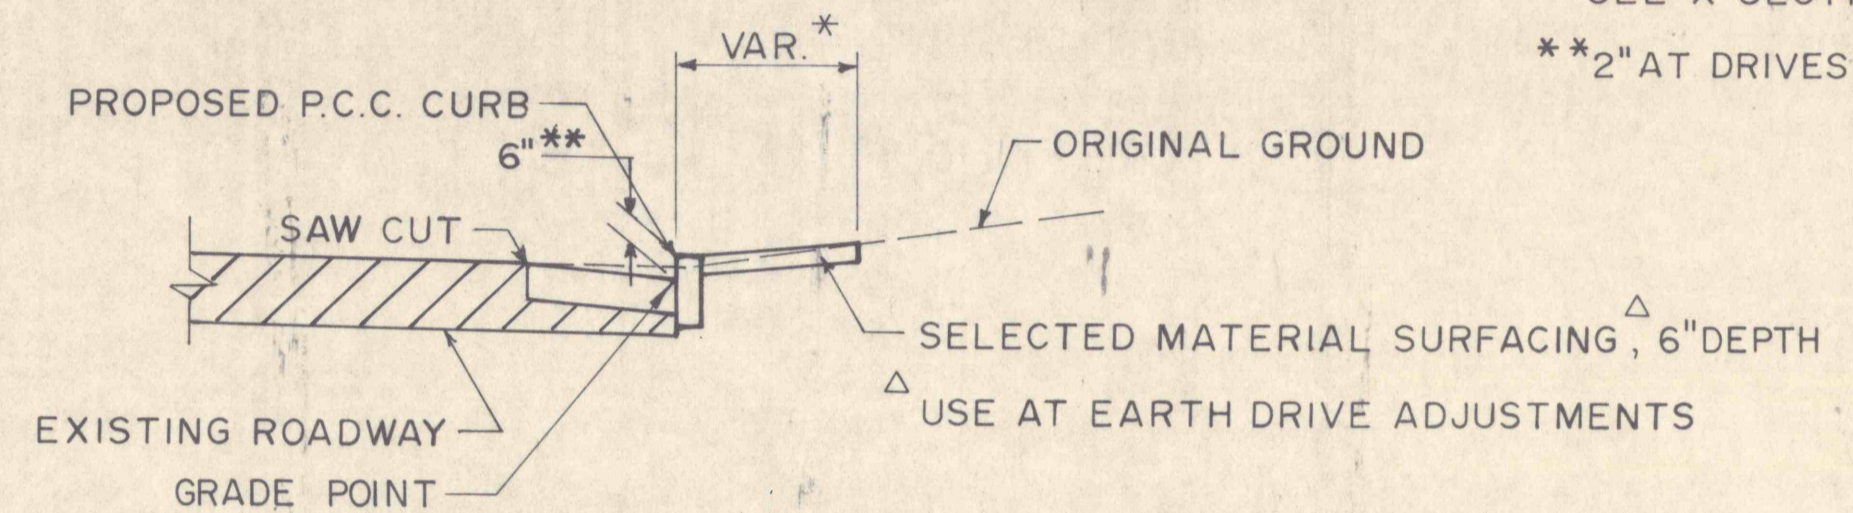 VAR.*
**2" AT DRIVES
PROPOSED P.C.C. CURB
6"**
ORIGINAL GROUND
SAW CUT
SELECTED MATERIAL SURFACING△, 6" DEPTH
△ USE AT EARTH DRIVE ADJUSTMENTS
EXISTING ROADWAY
GRADE POINT